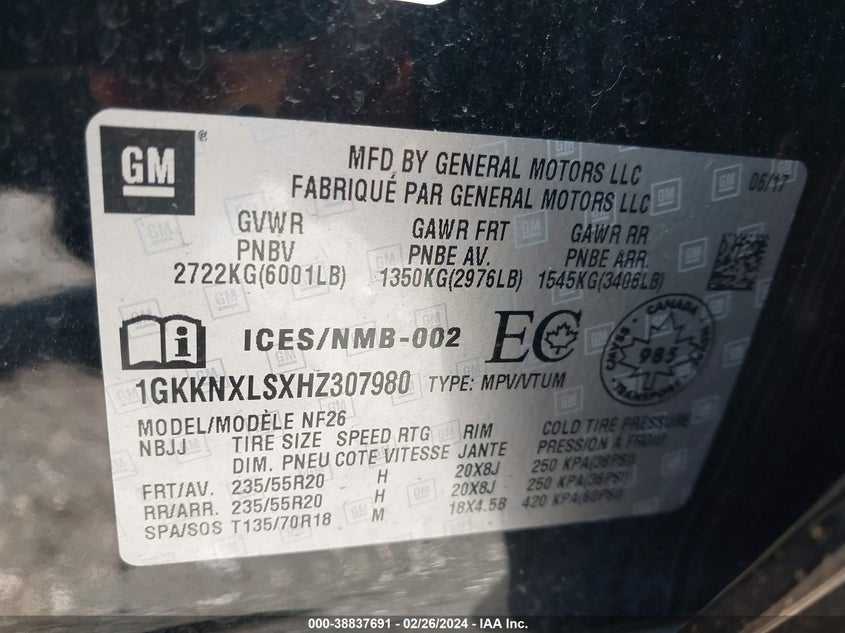 GM ®
MFD BY GENERAL MOTORS LLC
FABRIQUÉ PAR GENERAL MOTORS LLC
06/17
GVWR GAWR FRT GAWR RR
PNBV PNBE AV. PNBE ARR.
2722KG(6001LB) 1350KG(2976LB) 1545KG(3406LB)
i ICES/NMB-002 EC
CANADA
CMVSS 985 NSVAC
1GKKNXLSXHZ307980 TYPE: MPV/VTUM
MODEL/MODÈLE NF26
NBJJ TIRE SIZE SPEED RTG RIM COLD TIRE PRESSURE
DIM. PNEU COTE VITESSE JANTE PRESSION A FROID
FRT/AV. 235/55R20 H 20X8J 250 KPA(36PSI)
RR/ARR. 235/55R20 H 20X8J 250 KPA(36PSI)
SPA/SOS T135/70R18 M 18X4.5B 420 KPA(60PSI)
000-38837691 - 02/26/2024 - IAA Inc.